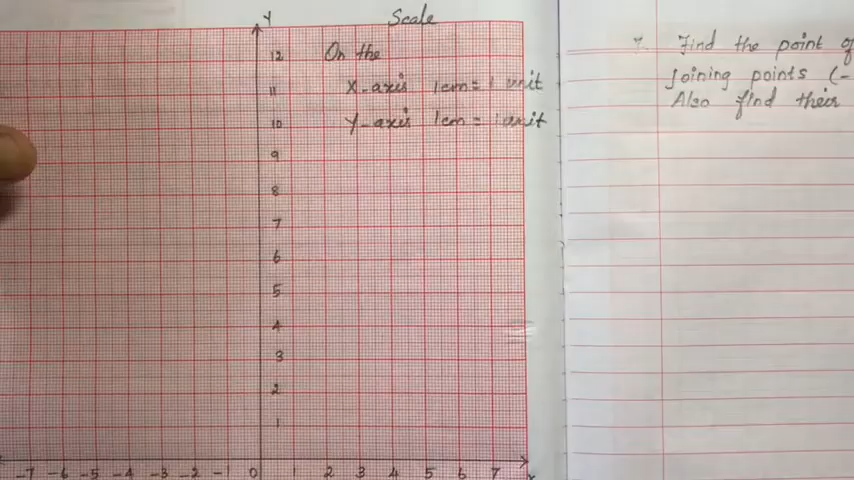 Y
Scale
On the
X-axis 1cm = 1 unit
Y-axis 1cm = 1 unit
12
11
10
9
8
7
6
5
4
3
2
1
-7 -6 -5 -4 -3 -2 -1 0 1 2 3 4 5 6 7 X
Find the point of
joining points (-
Also find their